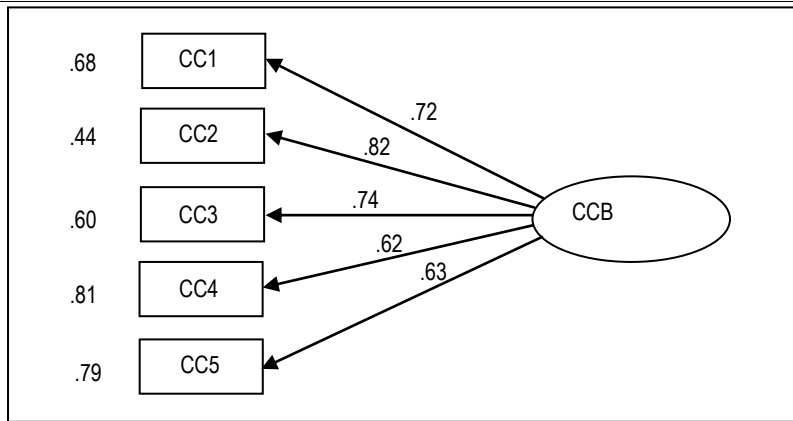 .68 CC1
.72
.44 CC2
.82
.60 CC3
.74
CCB
.62
.81 CC4
.63
.79 CC5